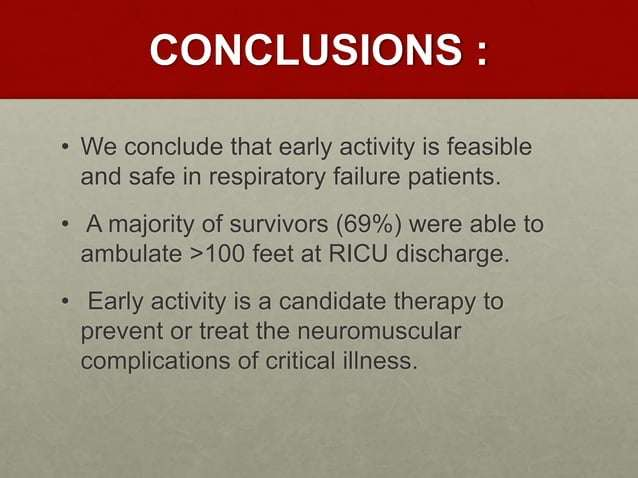 CONCLUSIONS :
• We conclude that early activity is feasible
and safe in respiratory failure patients.
• A majority of survivors (69%) were able to
ambulate >100 feet at RICU discharge.
• Early activity is a candidate therapy to
prevent or treat the neuromuscular
complications of critical illness.